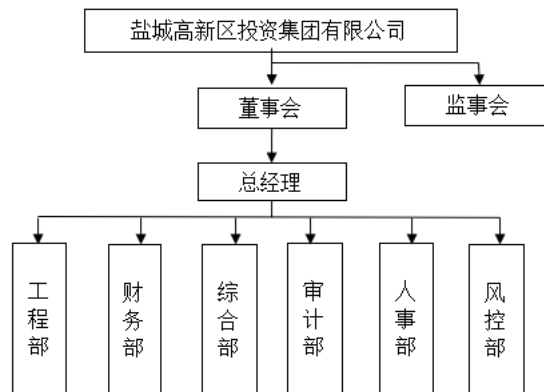 盐城高新区投资集团有限公司
董事会
监事会
总经理
工程部
财务部
综合部
审计部
人事部
风控部